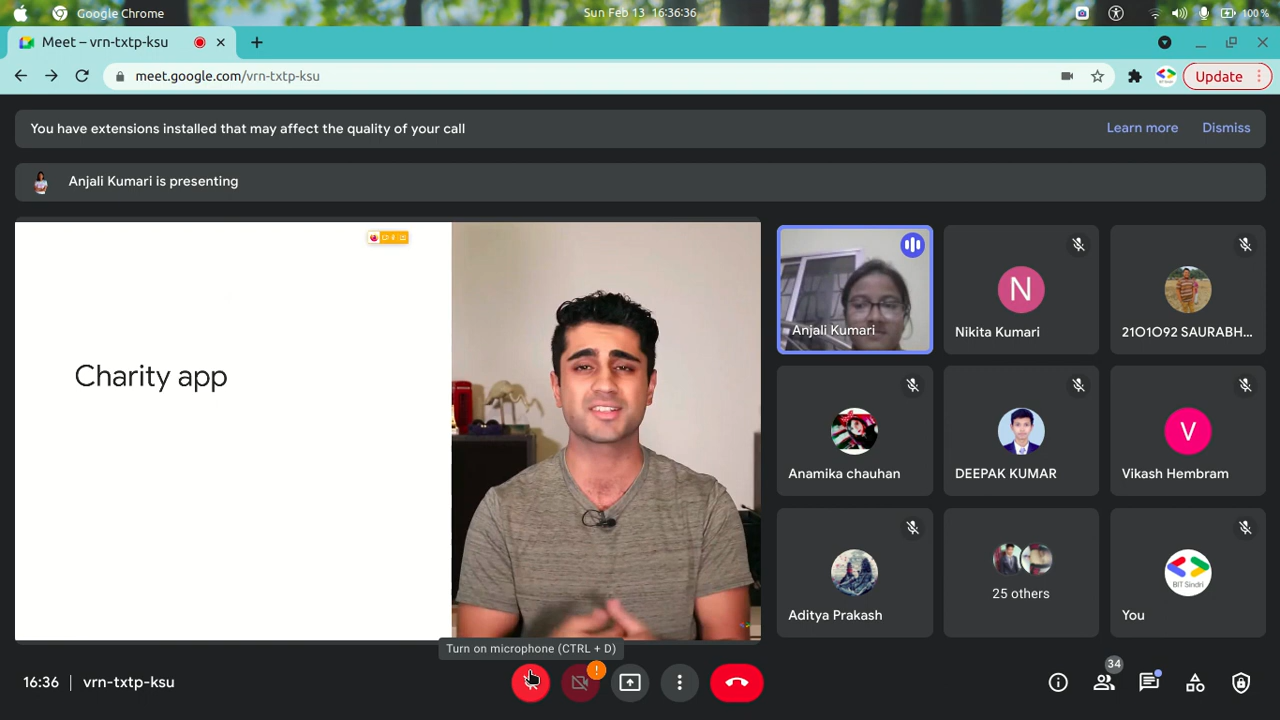 Google Chrome
Sun Feb 13 16:36:36
100 %
Meet – vrn-txtp-ksu
meet.google.com/vrn-txtp-ksu
Update
You have extensions installed that may affect the quality of your call
Learn more
Dismiss
Anjali Kumari is presenting
Charity app
Anjali Kumari
N
Nikita Kumari
2101092 SAURABH...
Anamika chauhan
DEEPAK KUMAR
V
Vikash Hembram
Aditya Prakash
25 others
BIT Sindri
You
Turn on microphone (CTRL + D)
!
16:36 | vrn-txtp-ksu
34